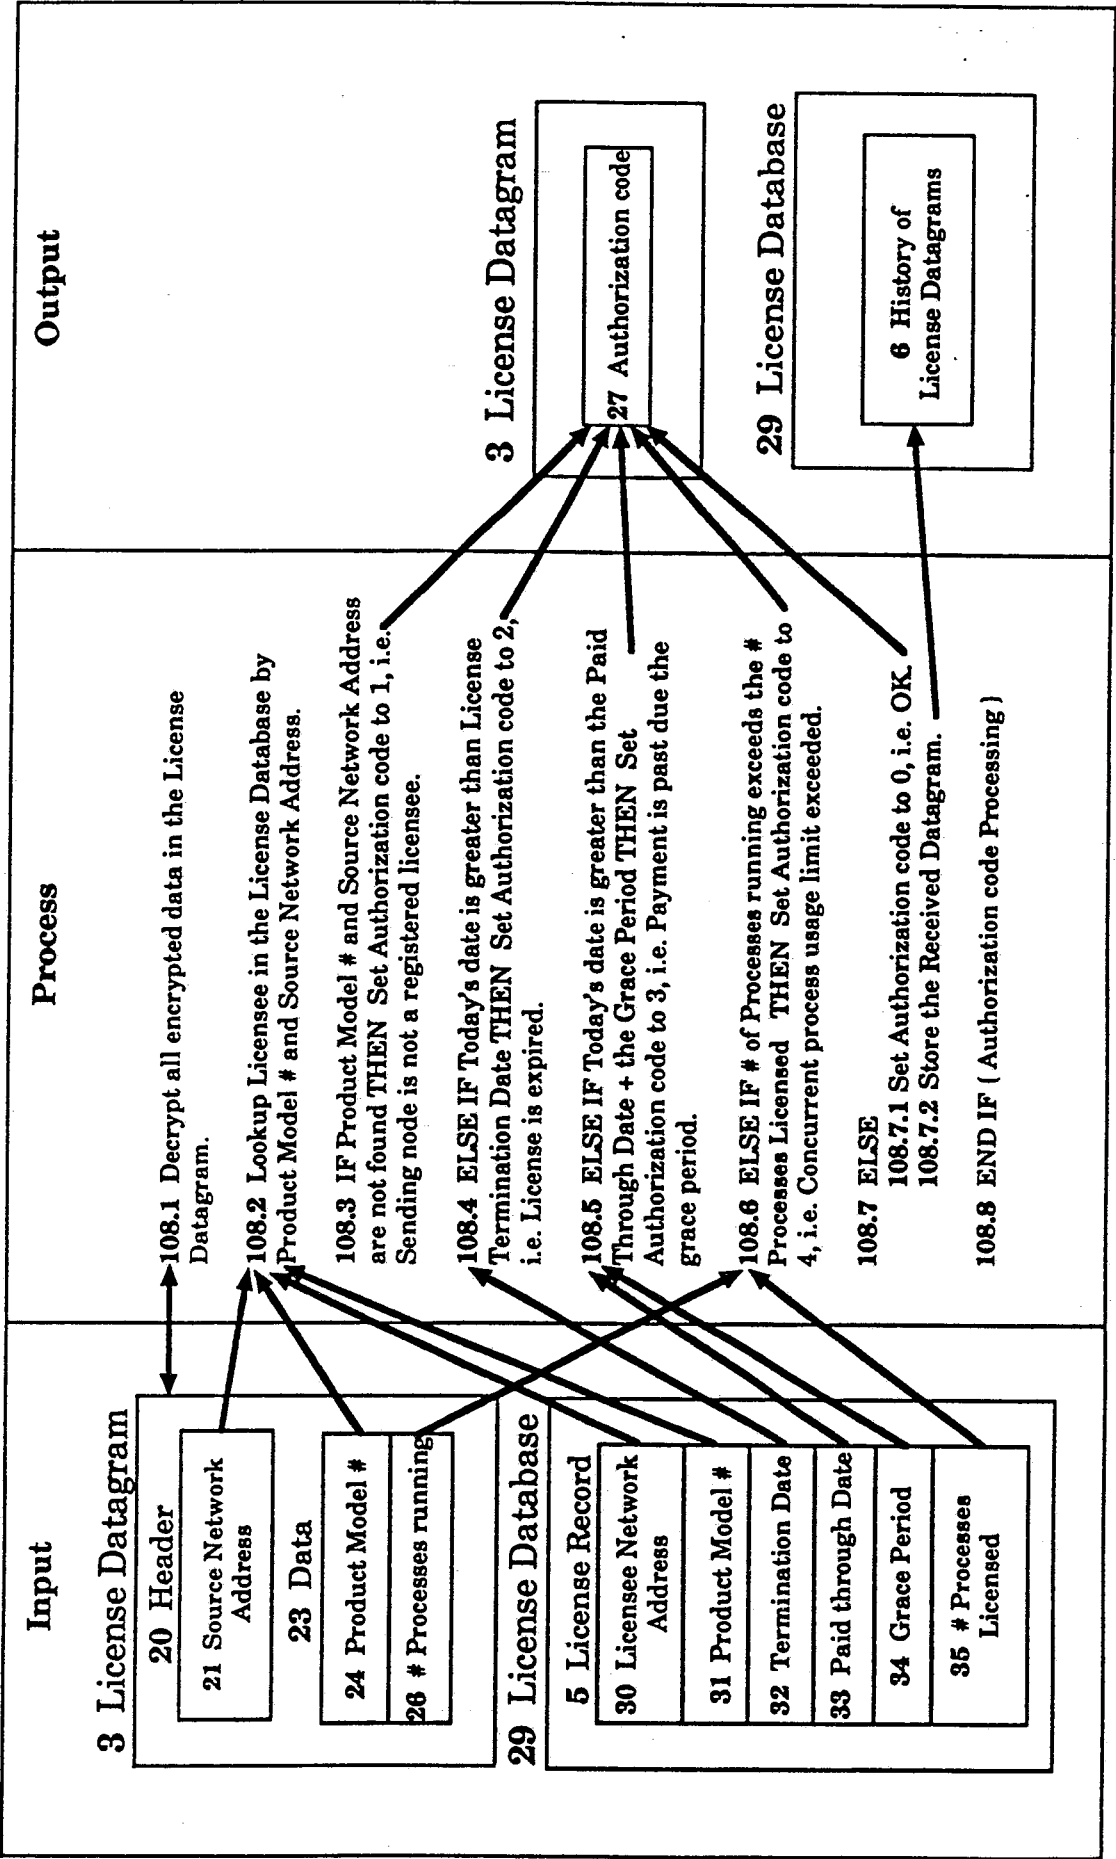 Input
3 License Datagram
20 Header
21 Source Network
Address
23 Data
24 Product Model #
26 # Processes running
29 License Database
5 License Record
30 Licensee Network
Address
31 Product Model #
32 Termination Date
33 Paid through Date
34 Grace Period
35 # Processes
Licensed
Process
108.1 Decrypt all encrypted data in the License
Datagram.
108.2 Lookup Licensee in the License Database by
Product Model # and Source Network Address.
108.3 IF Product Model # and Source Network Address
are not found THEN Set Authorization code to 1, i.e.
Sending node is not a registered licensee.
108.4 ELSE IF Today's date is greater than License
Termination Date THEN Set Authorization code to 2,
i.e. License is expired.
108.5 ELSE IF Today's date is greater than the Paid
Through Date + the Grace Period THEN Set
Authorization code to 3, i.e. Payment is past due the
grace period.
108.6 ELSE IF # of Processes running exceeds the #
Processes Licensed THEN Set Authorization code to
4, i.e. Concurrent process usage limit exceeded.
108.7 ELSE
108.7.1 Set Authorization code to 0, i.e. OK.
108.7.2 Store the Received Datagram.
108.8 END IF { Authorization code Processing }
Output
3 License Datagram
27 Authorization code
29 License Database
6 History of
License Datagrams